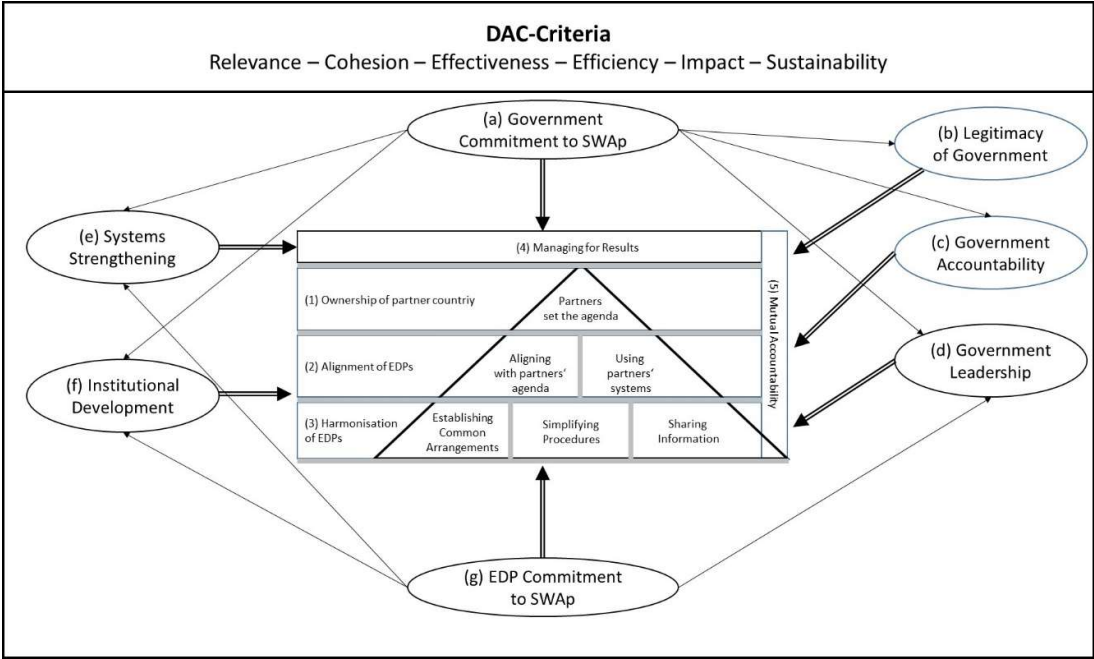 DAC-Criteria
Relevance – Cohesion – Effectiveness – Efficiency – Impact – Sustainability
(a) Government
Commitment to SWAp
(b) Legitimacy
of Government
(e) Systems
Strengthening
(c) Government
Accountability
(4) Managing for Results
(5) Mutual Accountability
(1) Ownership of partner countriy
Partners
set the agenda
(2) Alignment of EDPs
Aligning
with partners‘
agenda
Using
partners‘
systems
(d) Government
Leadership
(f) Institutional
Development
(3) Harmonisation
of EDPs
Establishing
Common
Arrangements
Simplifying
Procedures
Sharing
Information
(g) EDP Commitment
to SWAp